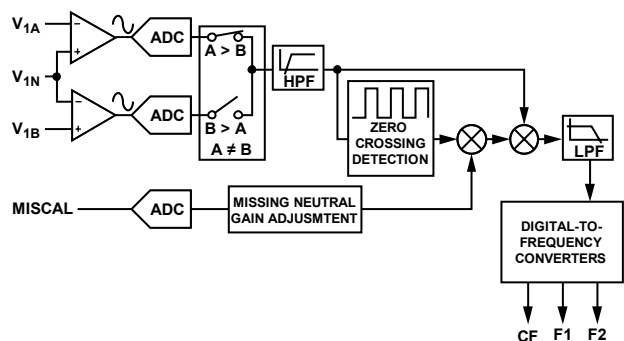 V1A
V1N
V1B
− + − +
ADC
ADC
A > B
B > A
A ≠ B
HPF
ZERO
CROSSING
DETECTION
LPF
MISCAL
ADC
MISSING NEUTRAL
GAIN ADJUSMTENT
DIGITAL-TO-
FREQUENCY
CONVERTERS
CF F1 F2